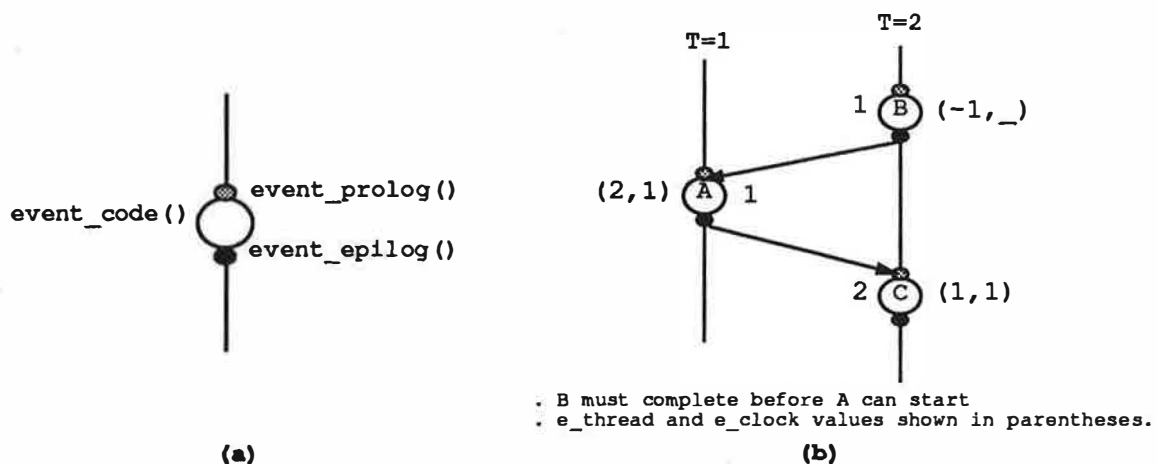 T=1
T=2
1
B
(-1,_)
event_prolog()
(2,1)
A
1
event_code()
event_epilog()
2
C
(1,1)
. B must complete before A can start
. e_thread and e_clock values shown in parentheses.
(a)
(b)